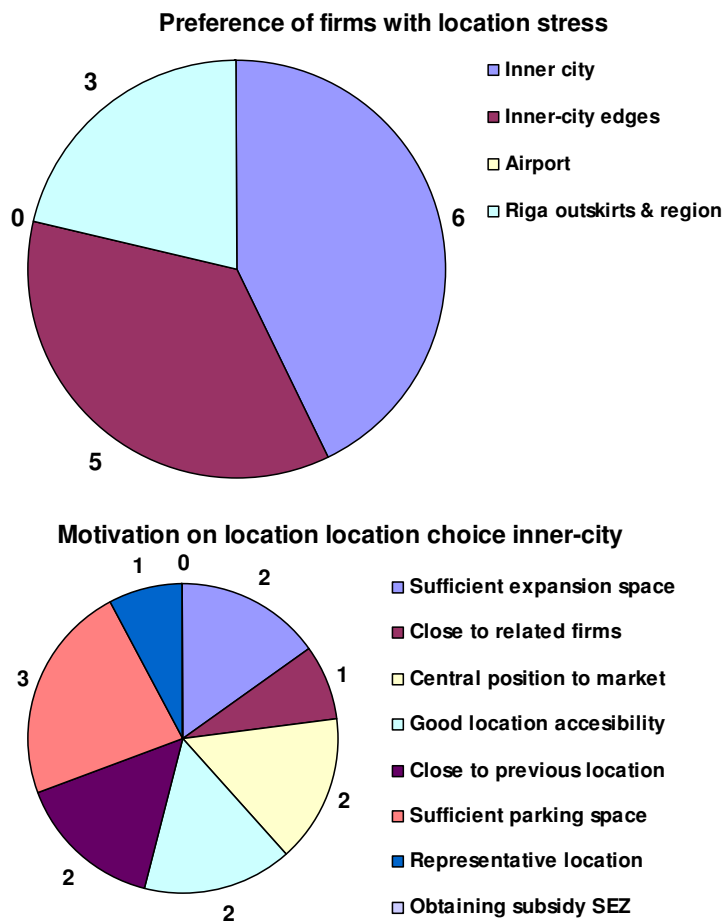 Preference of firms with location stress
3
Inner city
Inner-city edges
Airport
Riga outskirts & region
0
6
5
Motivation on location location choice inner-city
1
0
2
Sufficient expansion space
Close to related firms
3
1
Central position to market
Good location accesibility
Close to previous location
2
Sufficient parking space
Representative location
2
2
Obtaining subsidy SEZ